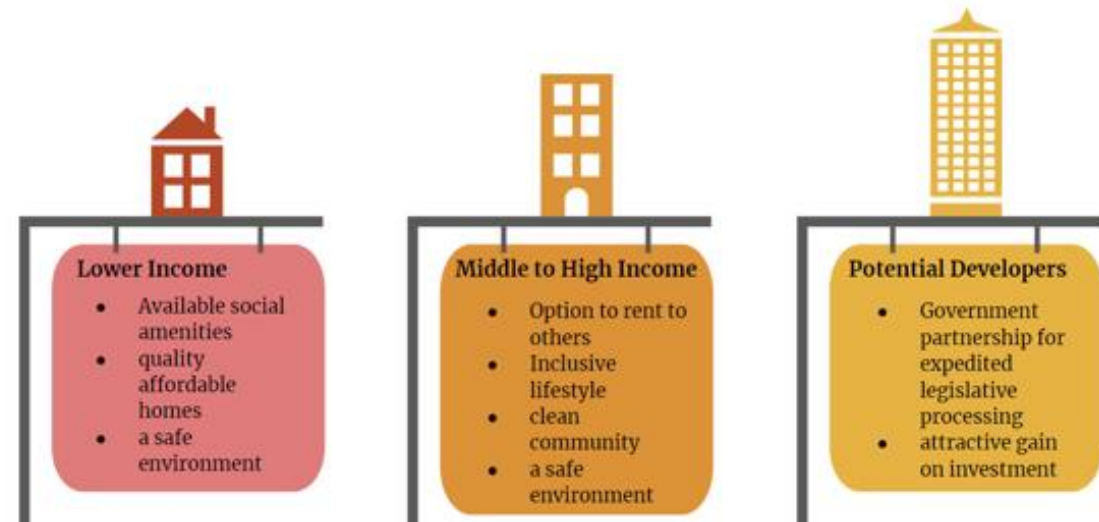 Lower Income
● Available social
amenities
● quality
affordable
homes
● a safe
environment
Middle to High Income
● Option to rent to
others
● Inclusive
lifestyle
● clean
community
● a safe
environment
Potential Developers
● Government
partnership for
expedited
legislative
processing
● attractive gain
on investment